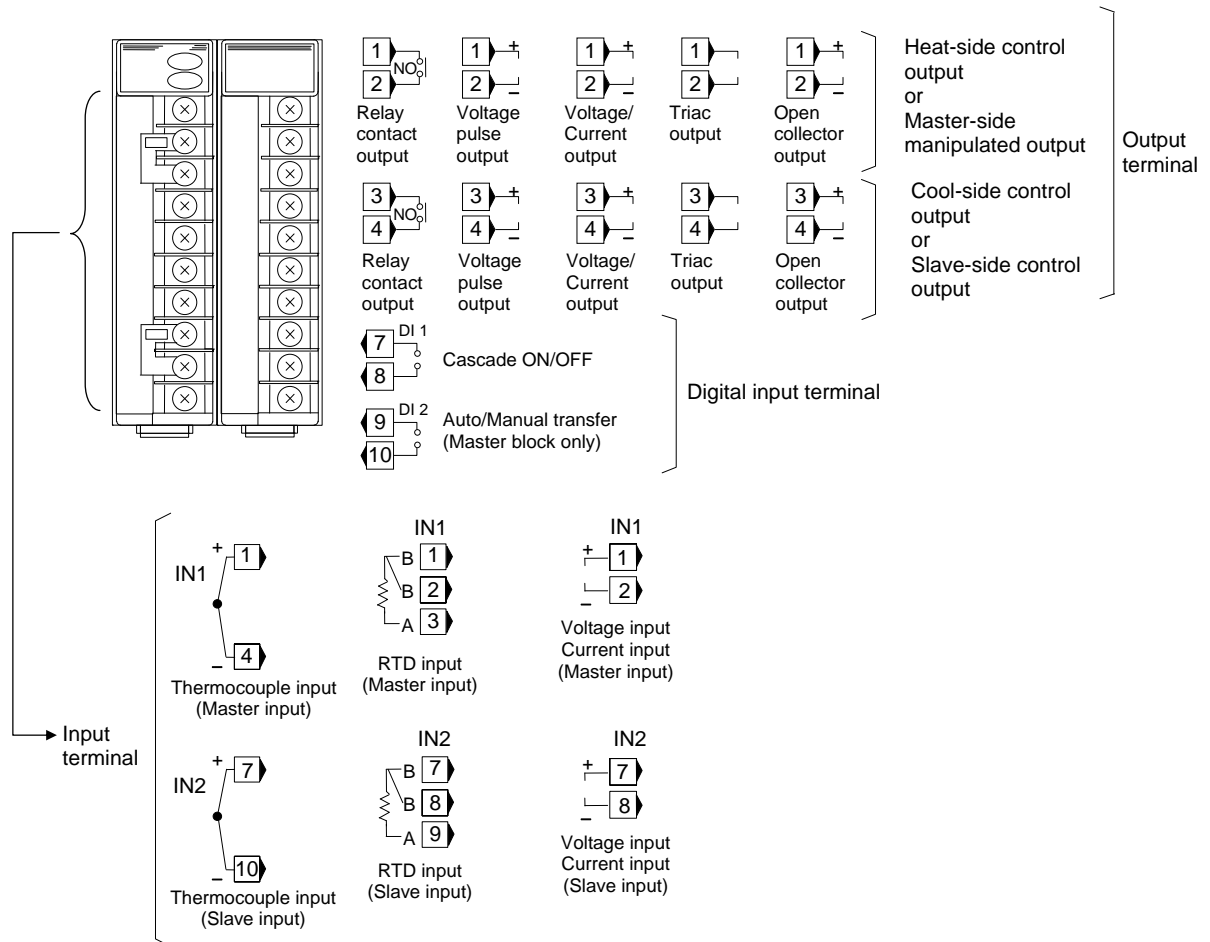 1 + 1 + 1 1 +
NO
2 2 – 2 – 2 2 –
Relay
contact
output
Voltage
pulse
output
Voltage/
Current
output
Triac
output
Open
collector
output
Heat-side control
output
or
Master-side
manipulated output
3 3 + 3 + 3 3 +
NO
4 4 – 4 – 4 4 –
Relay
contact
output
Voltage
pulse
output
Voltage/
Current
output
Triac
output
Open
collector
output
Cool-side control
output
or
Slave-side control
output
Output
terminal
7 DI 1
8
Cascade ON/OFF
9 DI 2
10
Auto/Manual transfer
(Master block only)
Digital input terminal
Input
terminal
IN1
+ 1
– 4
Thermocouple input
(Master input)
IN1
B 1
B 2
A 3
RTD input
(Master input)
IN1
+ 1
– 2
Voltage input
Current input
(Master input)
IN2
+ 7
– 10
Thermocouple input
(Slave input)
IN2
B 7
B 8
A 9
RTD input
(Slave input)
IN2
+ 7
– 8
Voltage input
Current input
(Slave input)